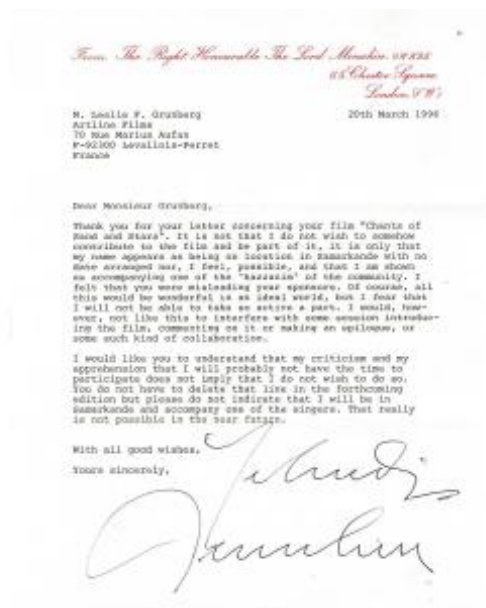 From The Right Honourable The Lord Menuhin OM KBE
65 Chester Square
London SW1
M. Leslie F. Grunberg
Artline Films
70 Rue Marius Aufan
F-92300 Levallois-Perret
France
20th March 1996
Dear Monsieur Grunberg,
Thank you for your letter concerning your film "Chants of
Sand and Stars". It is not that I do not wish to somehow
contribute to the film and be part of it, it is only that
my name appears as being on location in Samarkande with no
date arranged nor, I feel, possible, and that I am shown
as accompanying one of the "Hazzanim" of the community. I
felt that you were misleading your sponsors. Of course, all
this would be wonderful in an ideal world, but I fear that
I will not be able to take so active a part. I would, how-
ever, not like this to interfere with some session introduc-
ing the film, commenting on it or making an epilogue, or
some such kind of collaboration.
I would like you to understand that my criticism and my
apprehension that I will probably not have the time to
participate does not imply that I do not wish to do so.
You do not have to delete that line in the forthcoming
edition but please do not indicate that I will be in
Samarkande and accompany one of the singers. That really
is not possible in the near future.
With all good wishes,
Yours sincerely,
Yehudi
Menuhin